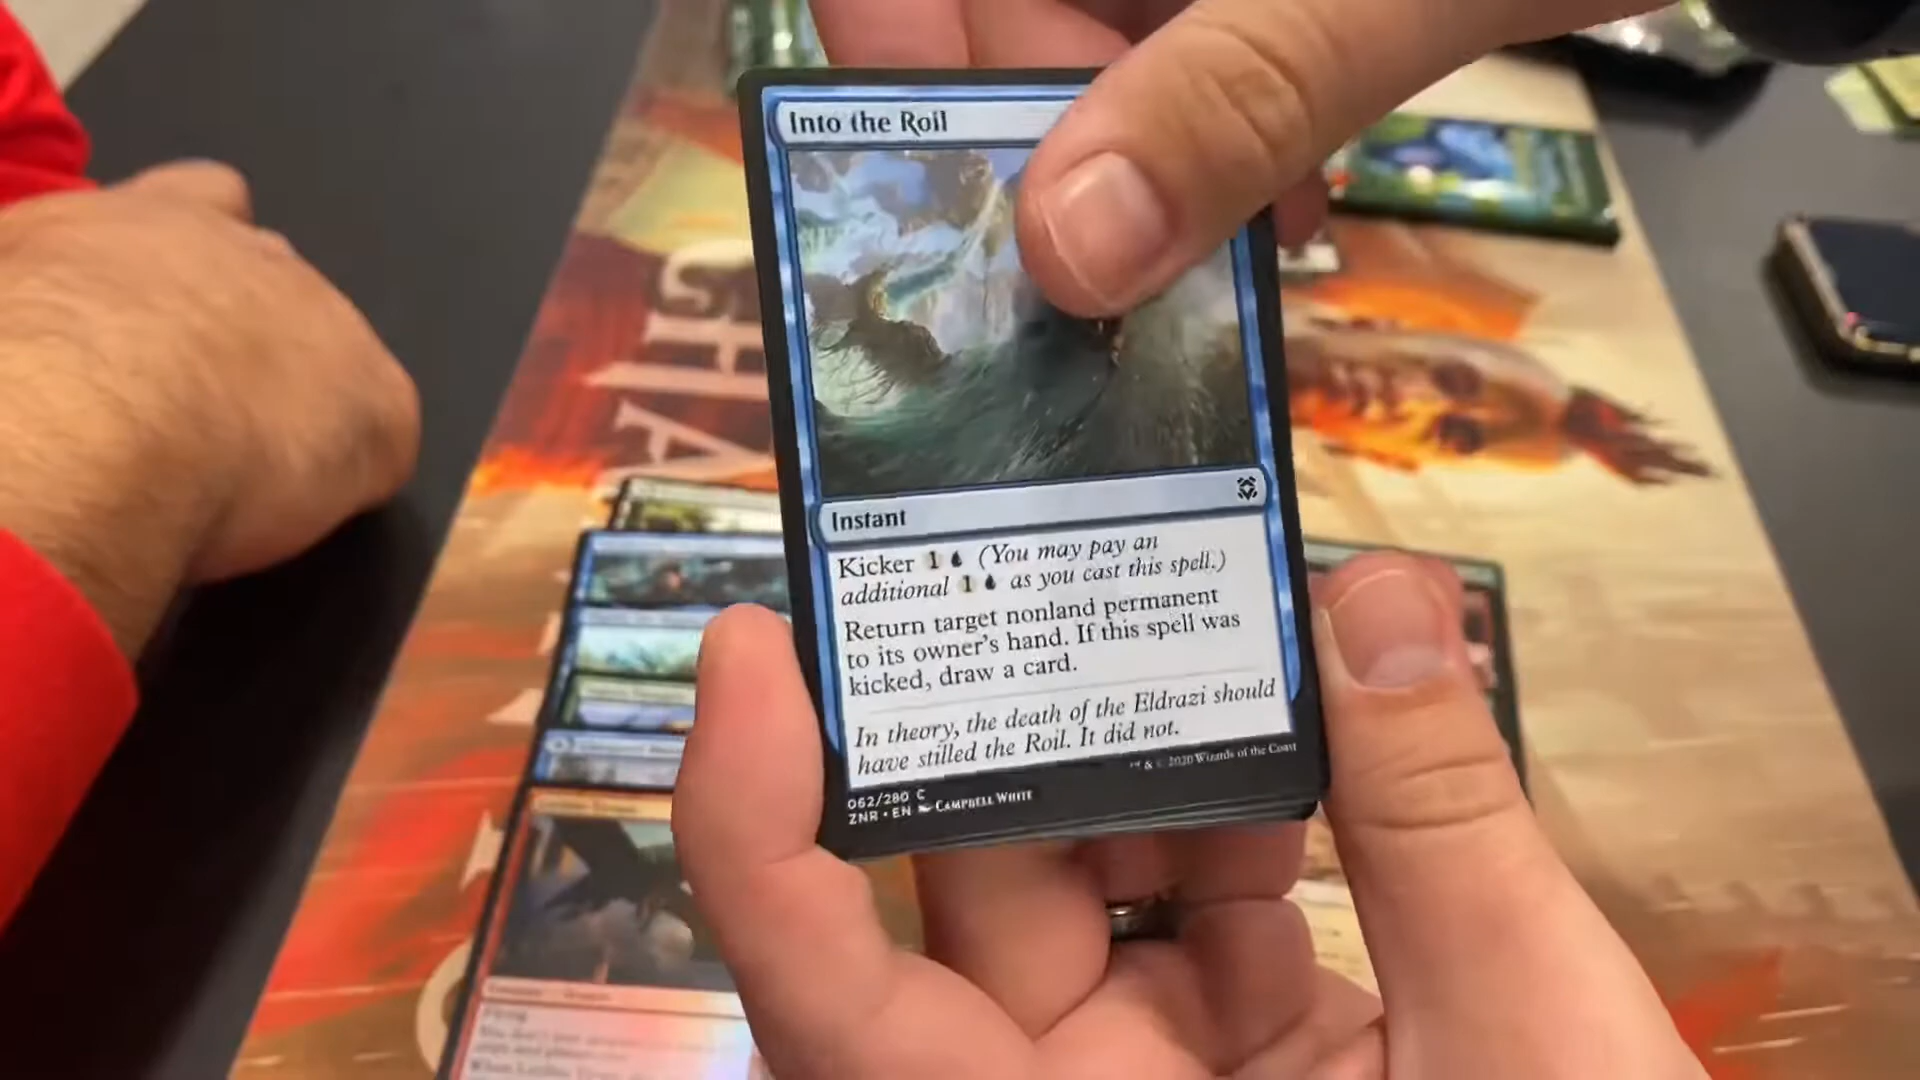 Into the Roil
Instant
Kicker 1 (You may pay an
additional 1 as you cast this spell.)
Return target nonland permanent
to its owner's hand. If this spell was
kicked, draw a card.
In theory, the death of the Eldrazi should
have stilled the Roil. It did not.
™ & © 2020 Wizards of the Coast
062/280 C
ZNR • EN CAMPBELL WHITE
GHIA
Flying